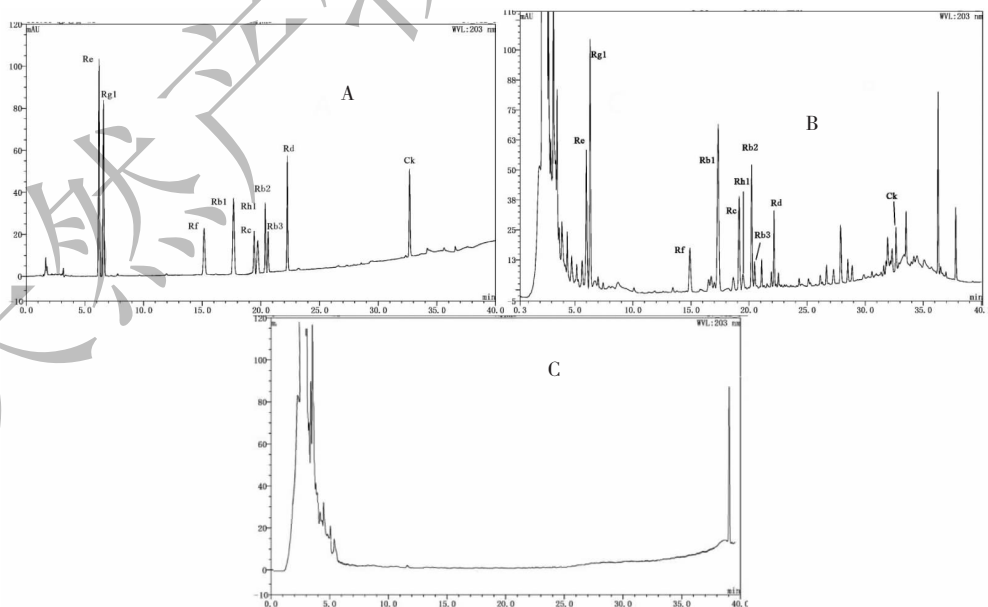 120 mAU WVL:203 nm
Re
100
Rg1
A
80
60
Rd
Ck
40
Rb1
Rb2
Rh1
Rf
Rc
Rb3
20
0
-10
min
0.0 5.0 10.0 15.0 20.0 25.0 30.0 35.0 40.0
mAU WVL:203 nm
100
Rg1
88
B
75
Rb1
Rb2
63
Re
Rh1
50
Rc
Rd
Ck
38
Rb3
Rf
25
13
-5
min
5.0 10.0 15.0 20.0 25.0 30.0 35.0 40.
120 WVL:203 nm
100
C
80
60
40
20
0
-10
min
0.0 5.0 10.0 15.0 20.0 25.0 30.0 35.0